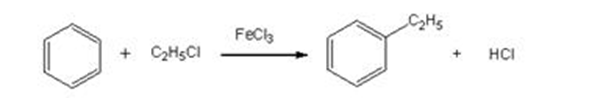 FeCl₃
C₂H₅
+ C₂H₅Cl + HCl